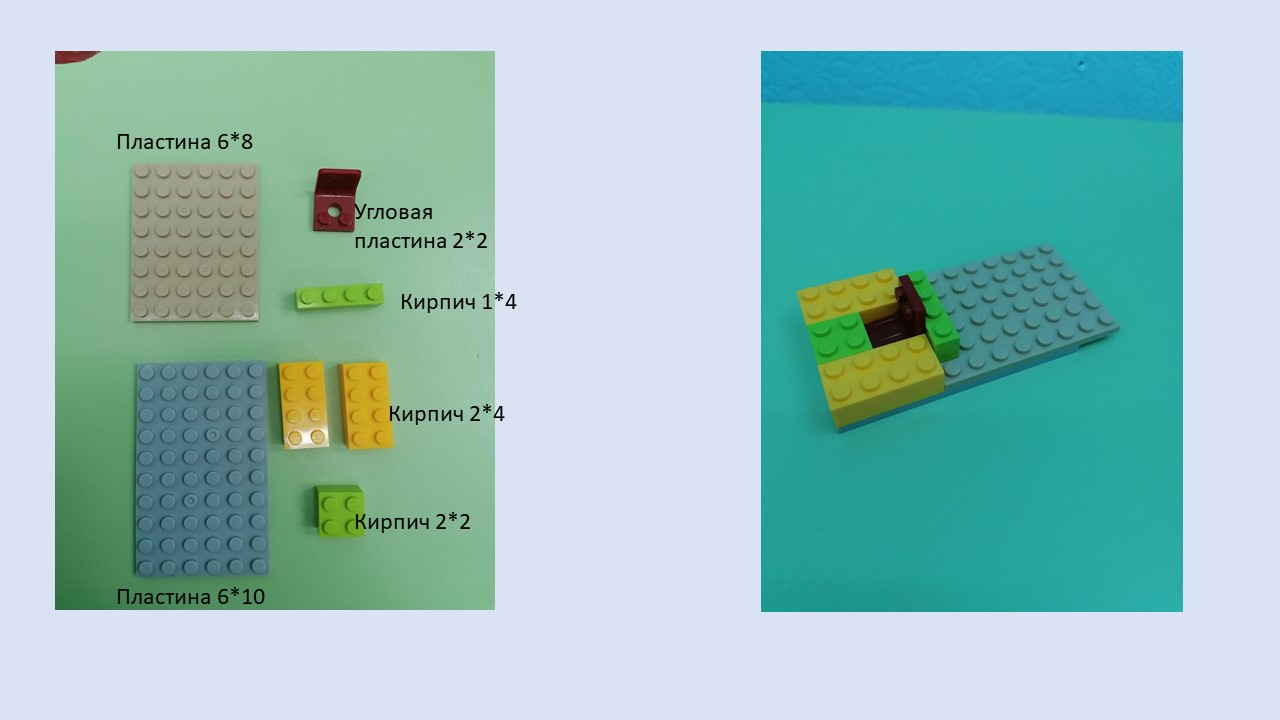 Пластина 6*8
Угловая
пластина 2*2
Кирпич 1*4
Кирпич 2*4
Кирпич 2*2
Пластина 6*10